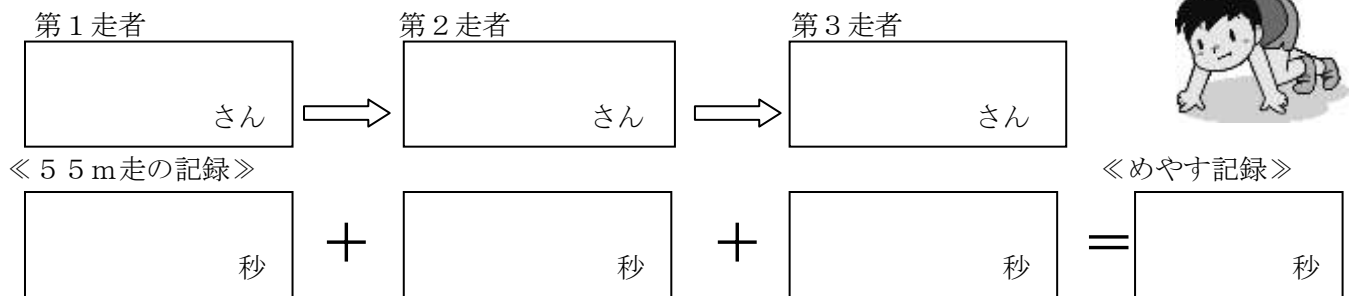 第１走者 第２走者 第３走者
さん さん さん
≪５５ｍ走の記録≫ ≪めやす記録≫
秒 ＋ 秒 ＋ 秒 ＝ 秒